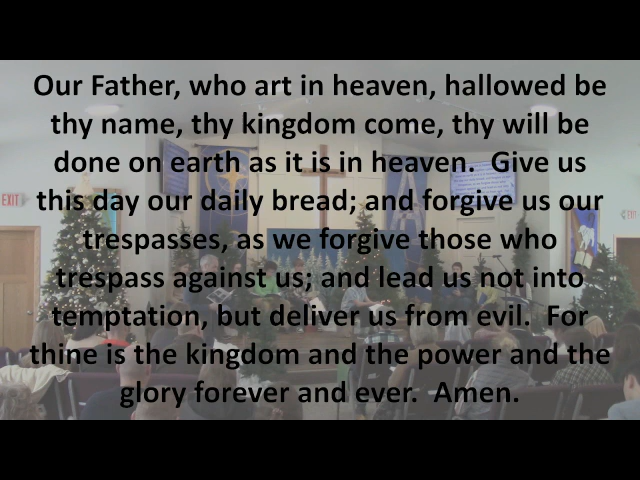 Our Father, who art in heaven, hallowed be
thy name, thy kingdom come, thy will be
done on earth as it is in heaven.  Give us
this day our daily bread; and forgive us our
trespasses, as we forgive those who
trespass against us; and lead us not into
temptation, but deliver us from evil.  For
thine is the kingdom and the power and the
glory forever and ever.  Amen.
EXIT